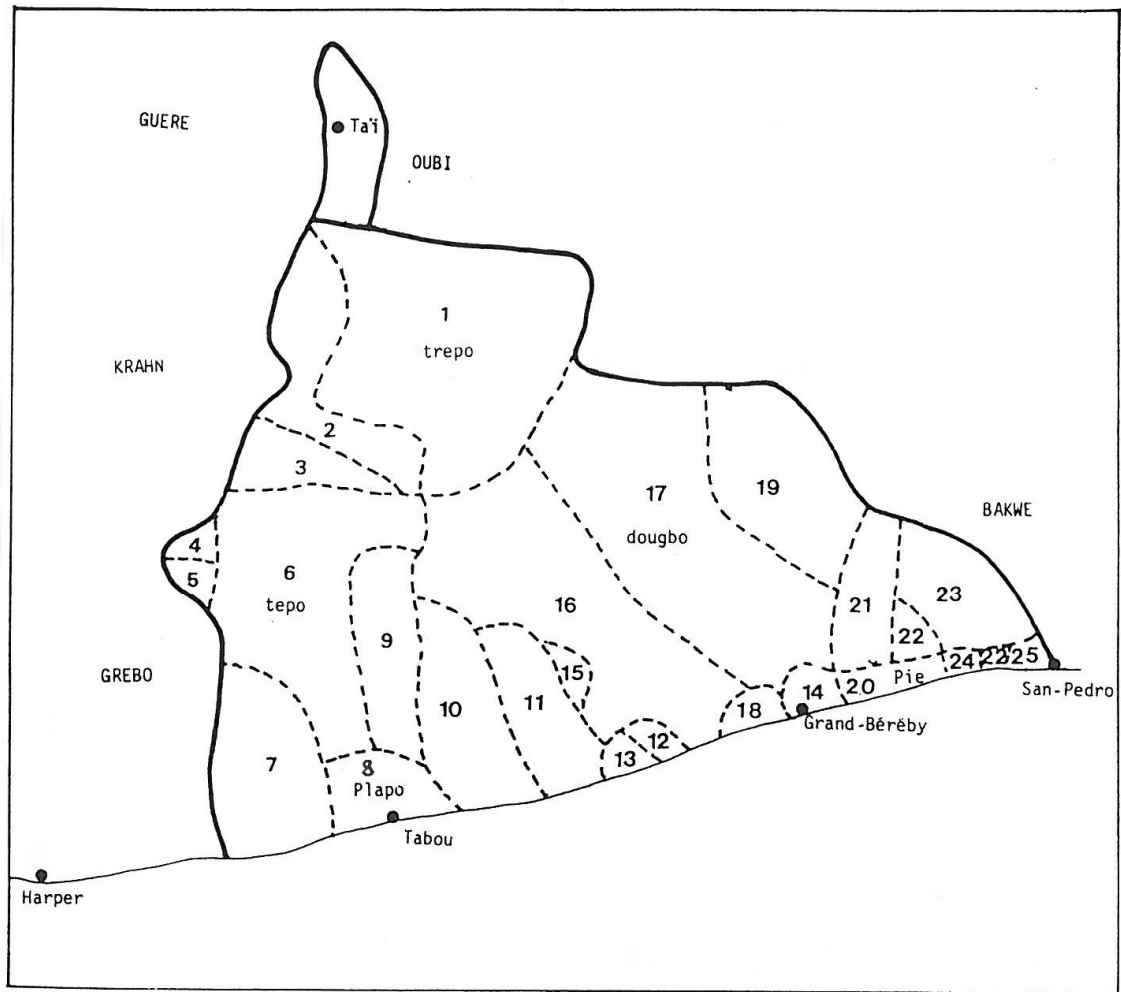 GUERE
Taï
OUBI
1
trepo
KRAHN
2
3
17
dougbo
19
BAKWE
4
5
6
tepo
16
21
23
9
22
15
24 22 25
GREBO
10
11
14
20
Pie
San-Pedro
18
Grand-Béréby
7
12
13
8
Plapo
Tabou
Harper